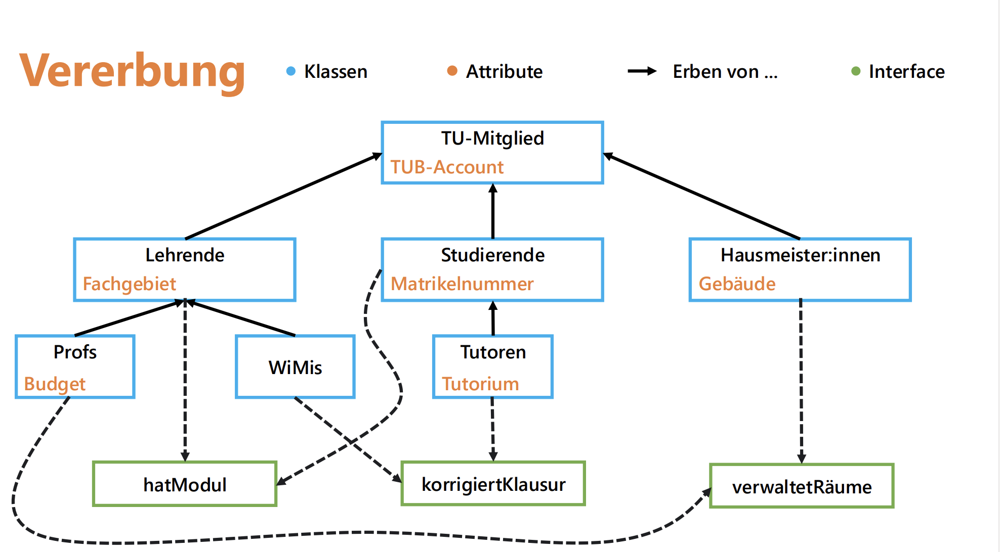 Vererbung
Klassen
Attribute
Erben von ...
Interface
TU-Mitglied
TUB-Account
Lehrende
Fachgebiet
Studierende
Matrikelnummer
Hausmeister:innen
Gebäude
Profs
Budget
WiMis
Tutoren
Tutorium
hatModul
korrigiertKlausur
verwaltetRäume